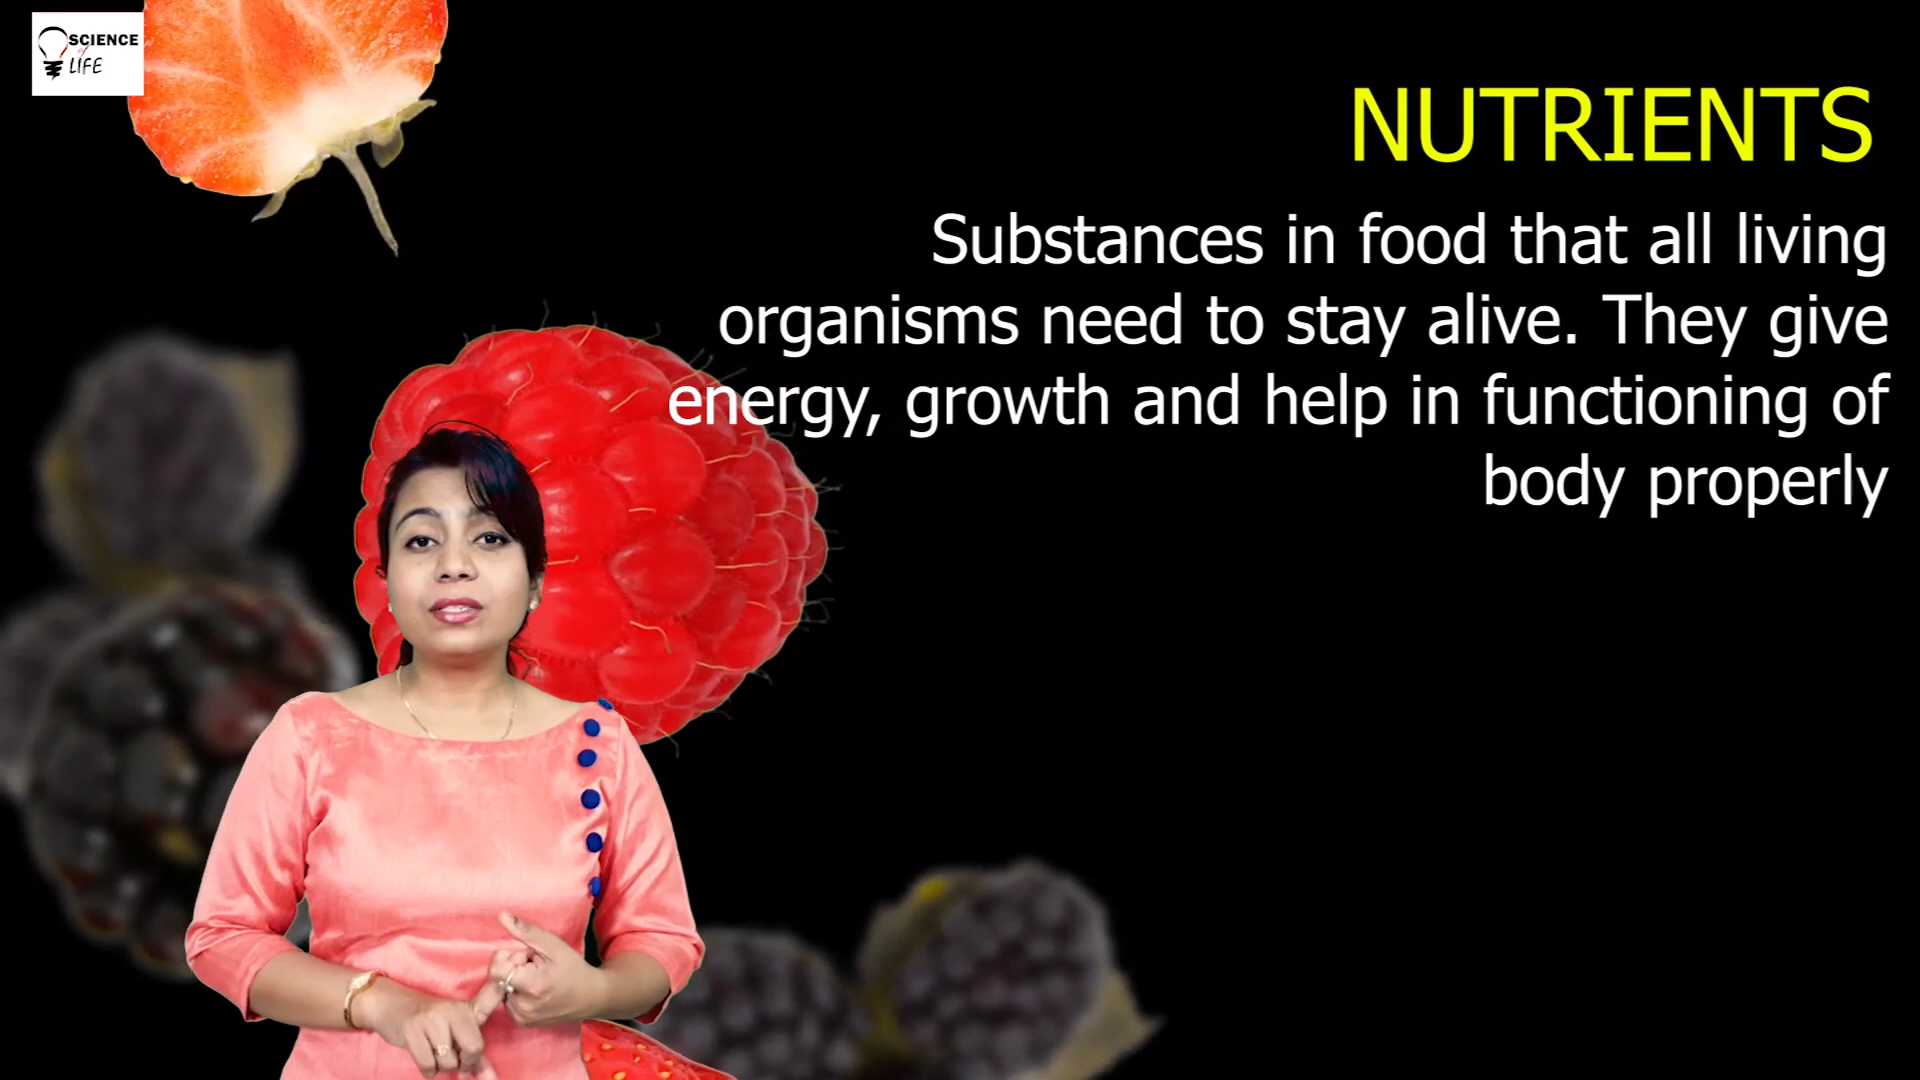 SCIENCE
of
LIFE
NUTRIENTS
Substances in food that all living
organisms need to stay alive. They give
energy, growth and help in functioning of
body properly